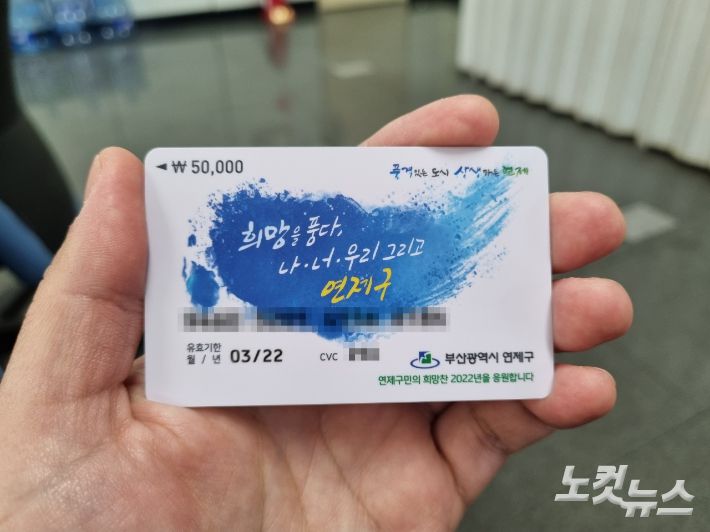 ◄ ₩ 50,000
품격있는 도시 상생하는 연제
희망을 품다,
나·너·우리 그리고
연제구
유효기한
월 / 년 03/22 CVC
부산광역시 연제구
연제구민의 희망찬 2022년을 응원합니다
노컷뉴스